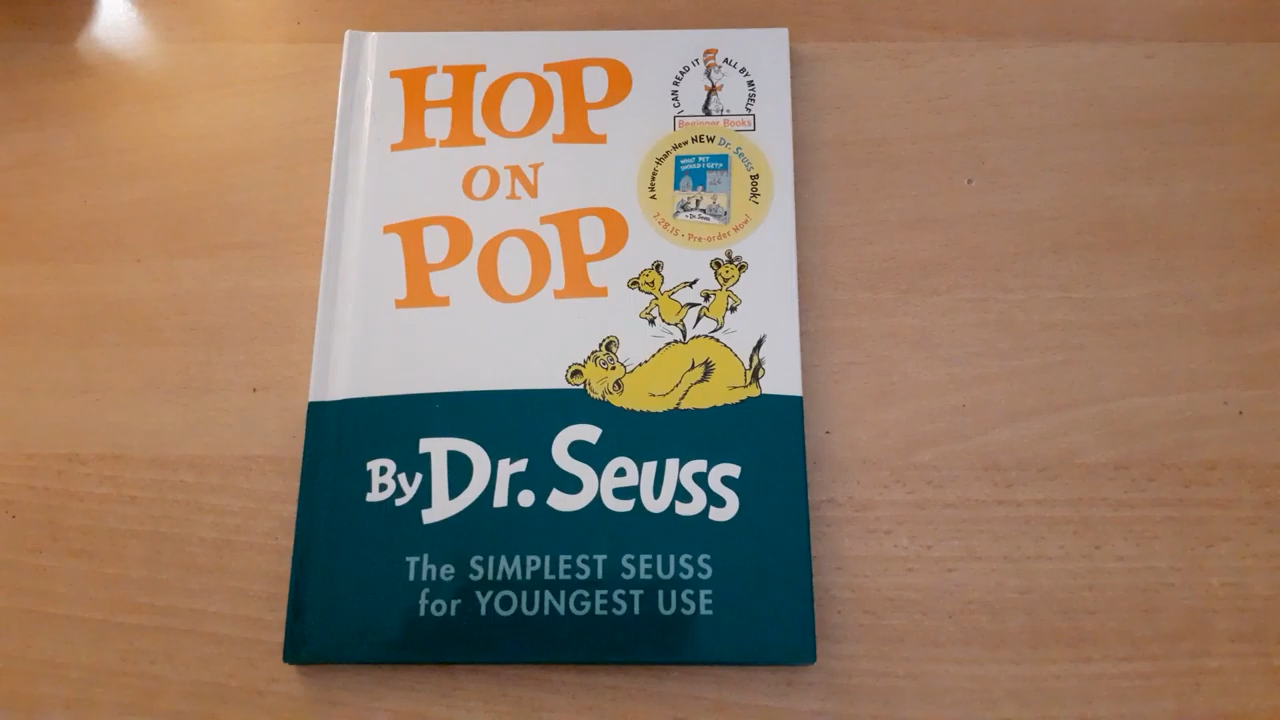 HOP
ON
POP
I CAN READ IT ALL BY MYSELF
Beginner Books
A Newer-than-New NEW Dr. Seuss Book!
WHAT PET
SHOULD I GET?
by Dr. Seuss
7.28.15 • Pre-order Now!
By Dr. Seuss
The SIMPLEST SEUSS
for YOUNGEST USE